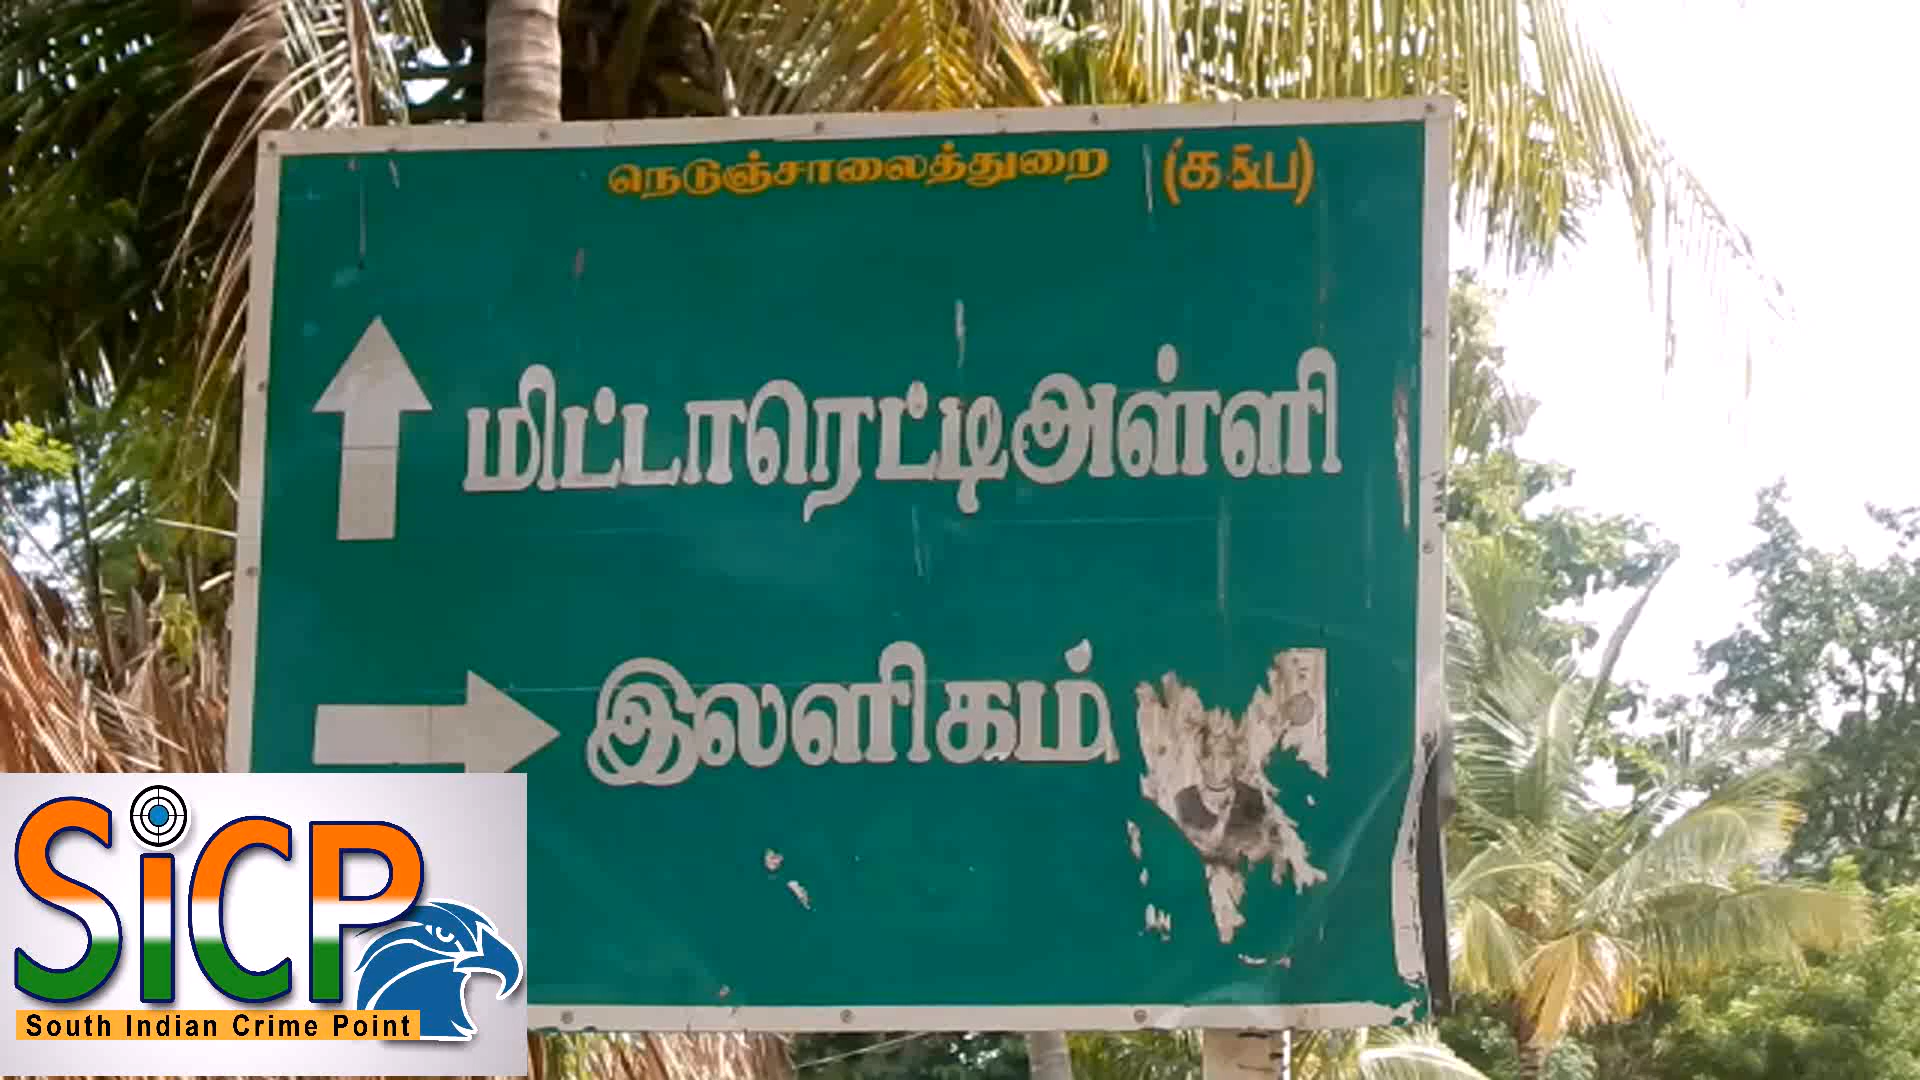 நெடுஞ்சாலைத்துறை (க&ப)
மிட்டாரெட்டிஅள்ளி
இலளிகம்
SiCP
South Indian Crime Point